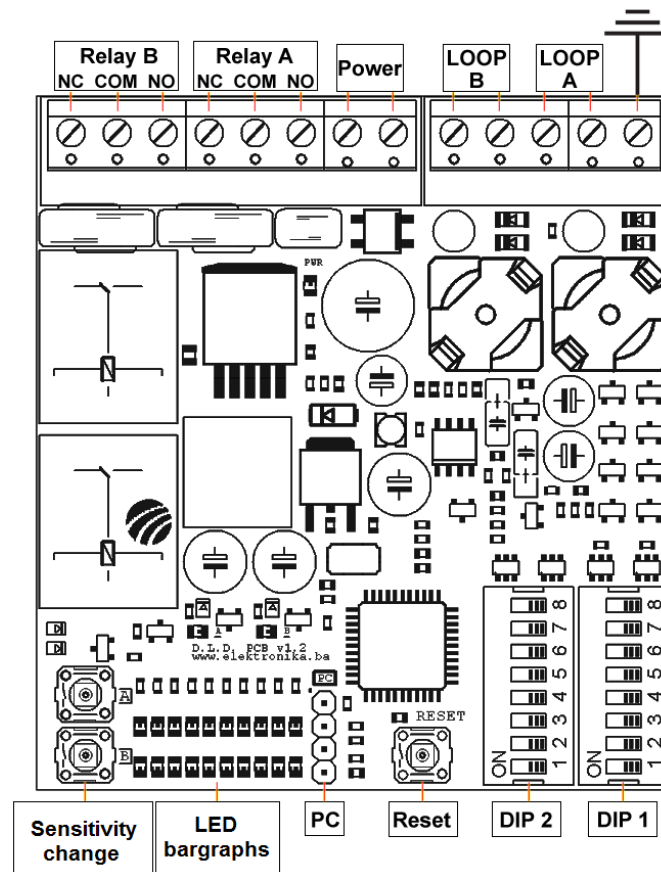 Relay B
NC COM NO
Relay A
NC COM NO
Power
LOOP
B
LOOP
A
PWR
A
B
D.L.D. PCB v1.2
www.elektronika.ba
A
B
PC
RESET
8
7
6
5
4
3
2
1
ON
8
7
6
5
4
3
2
1
ON
Sensitivity
change
LED
bargraphs
PC
Reset
DIP 2
DIP 1